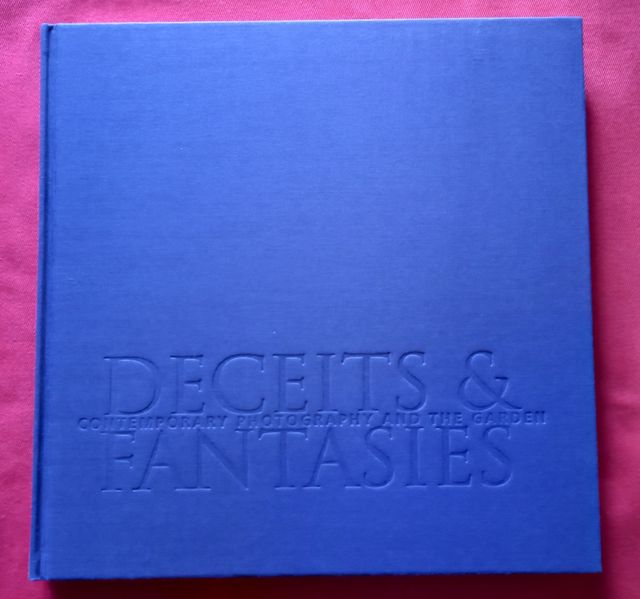 DECEITS &
CONTEMPORARY PHOTOGRAPHY AND THE GARDEN
FANTASIES